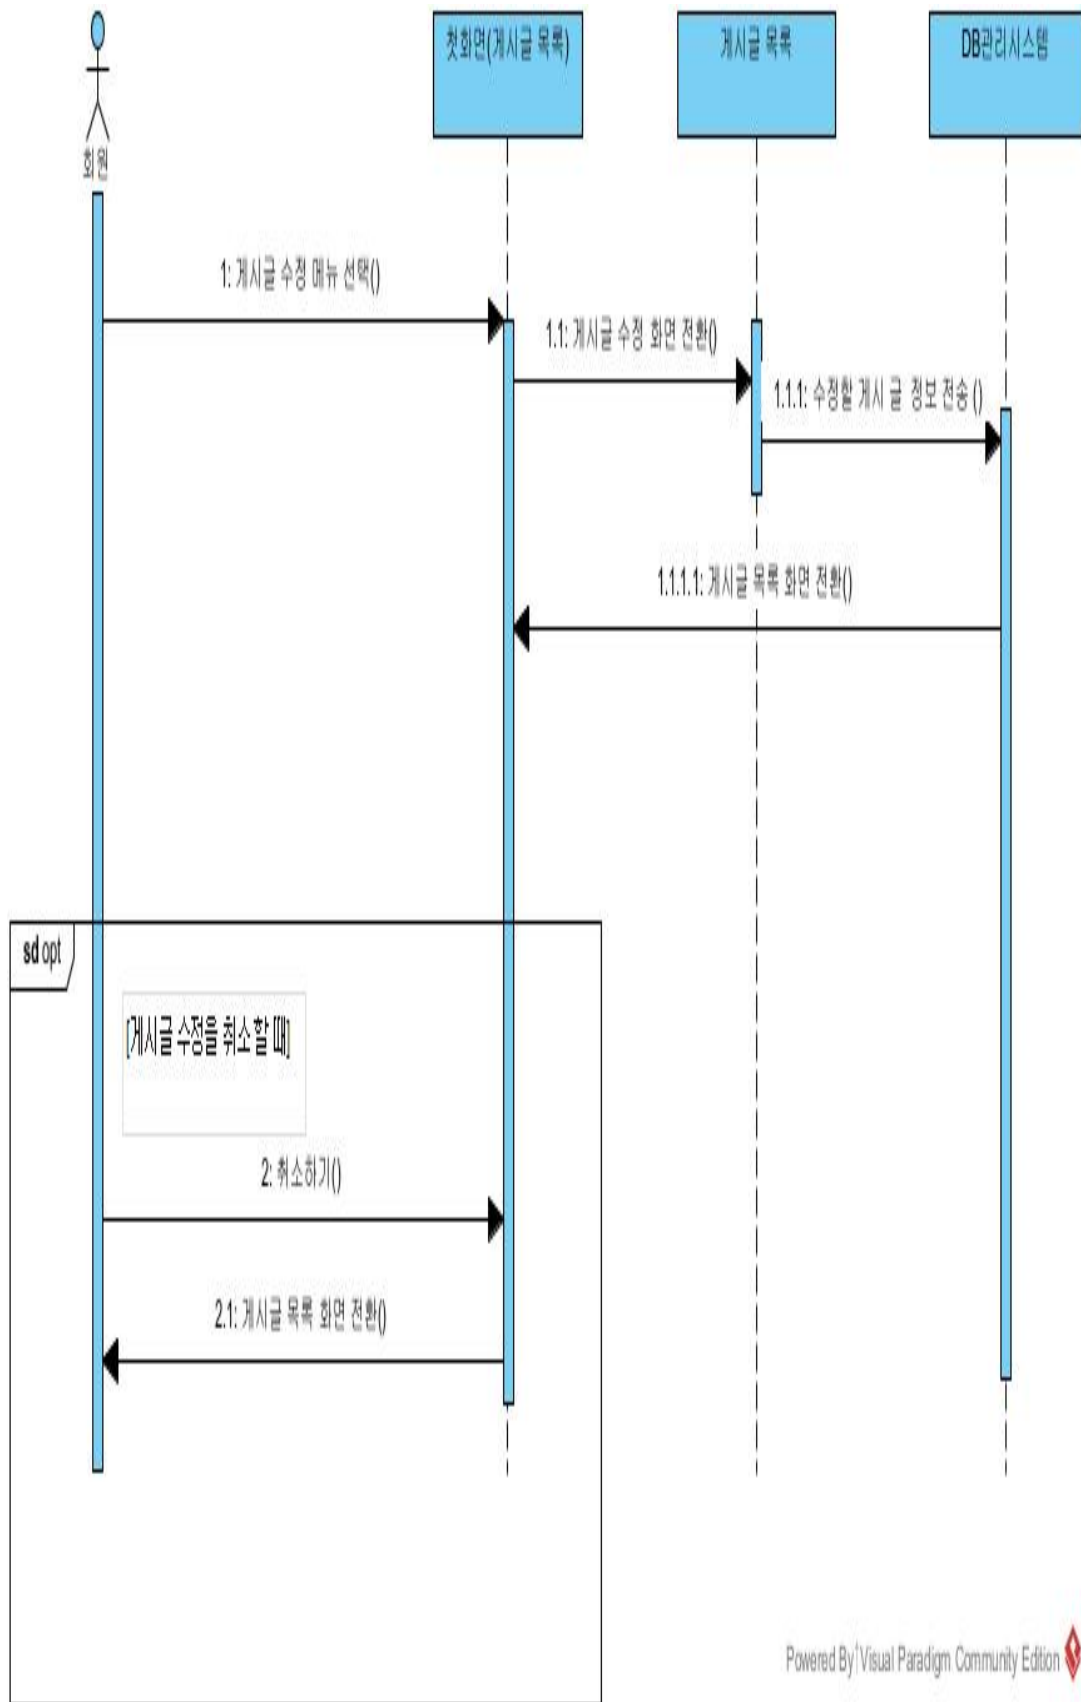 첫화면(게시글 목록)
게시글 목록
DB관리시스템
회원
1: 게시글 수정 메뉴 선택()
1.1: 게시글 수정 화면 전환()
1.1.1: 수정할 게시 글 정보 전송 ()
1.1.1.1: 게시글 목록 화면 전환()
sd opt
[게시글 수정을 취소 할 때]
2: 취소하기()
2.1: 게시글 목록 화면 전환()
Powered By Visual Paradigm Community Edition